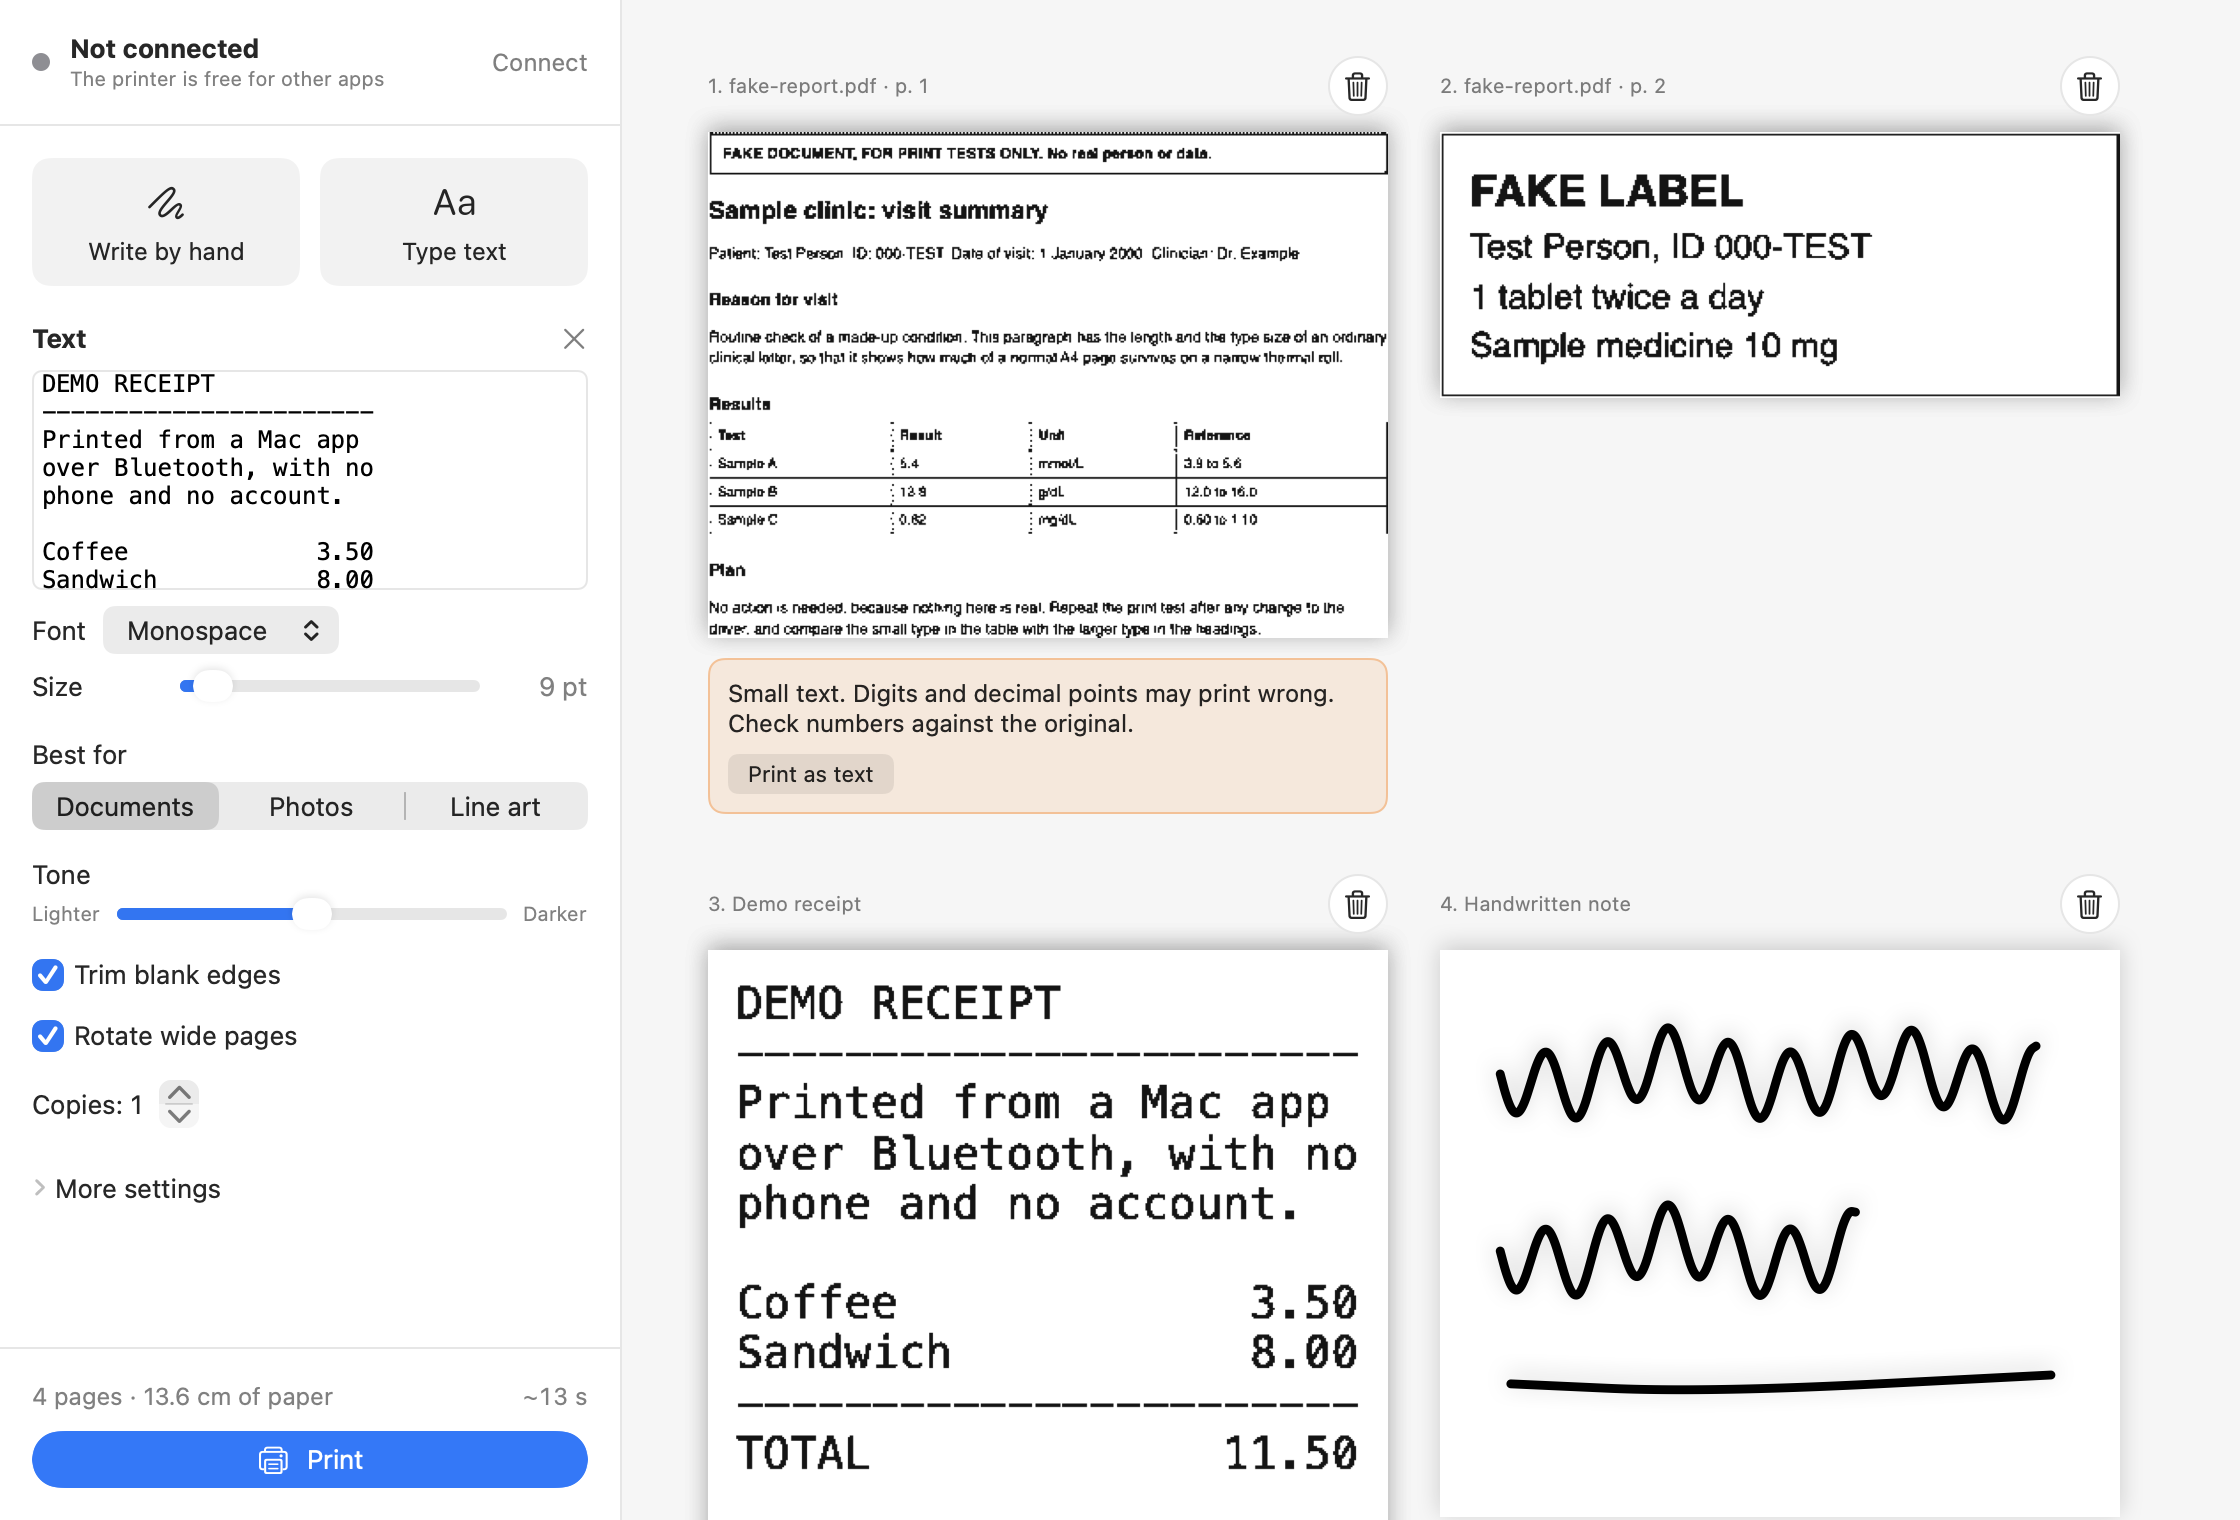 Not connected
The printer is free for other apps
Connect
Write by hand
Aa
Type text
Text
DEMO RECEIPT
-----------------------
Printed from a Mac app
over Bluetooth, with no
phone and no account.
Coffee 3.50
Sandwich 8.00
Font Monospace
Size 9 pt
Best for
Documents Photos Line art
Tone
Lighter Darker
Trim blank edges
Rotate wide pages
Copies: 1
More settings
4 pages · 13.6 cm of paper ~13 s
Print
1. fake-report.pdf · p. 1
FAKE DOCUMENT, FOR PRINT TESTS ONLY. No real person or data.
Sample clinic: visit summary
Patient: Test Person ID: 000-TEST Date of visit: 1 January 2000 Clinician: Dr. Example
Reason for visit
Routine check of a made-up condition. This paragraph has the length and the type size of an ordinary
clinical letter, so that it shows how much of a normal A4 page survives on a narrow thermal roll.
Results
Test Result Unit Reference
Sample A 5.4 mmol/L 3.9 to 5.6
Sample B g/dL 12.0 to 16.0
Sample C 0.62 mg/dL 0.60 to 1.10
Plan
No action is needed, because nothing here is real. Repeat the print test after any change to the
driver, and compare the small type in the table with the larger type in the headings.
Small text. Digits and decimal points may print wrong.
Check numbers against the original.
Print as text
2. fake-report.pdf · p. 2
FAKE LABEL
Test Person, ID 000-TEST
1 tablet twice a day
Sample medicine 10 mg
3. Demo receipt
DEMO RECEIPT
-----------------------
Printed from a Mac app
over Bluetooth, with no
phone and no account.
Coffee 3.50
Sandwich 8.00
-----------------------
TOTAL 11.50
4. Handwritten note